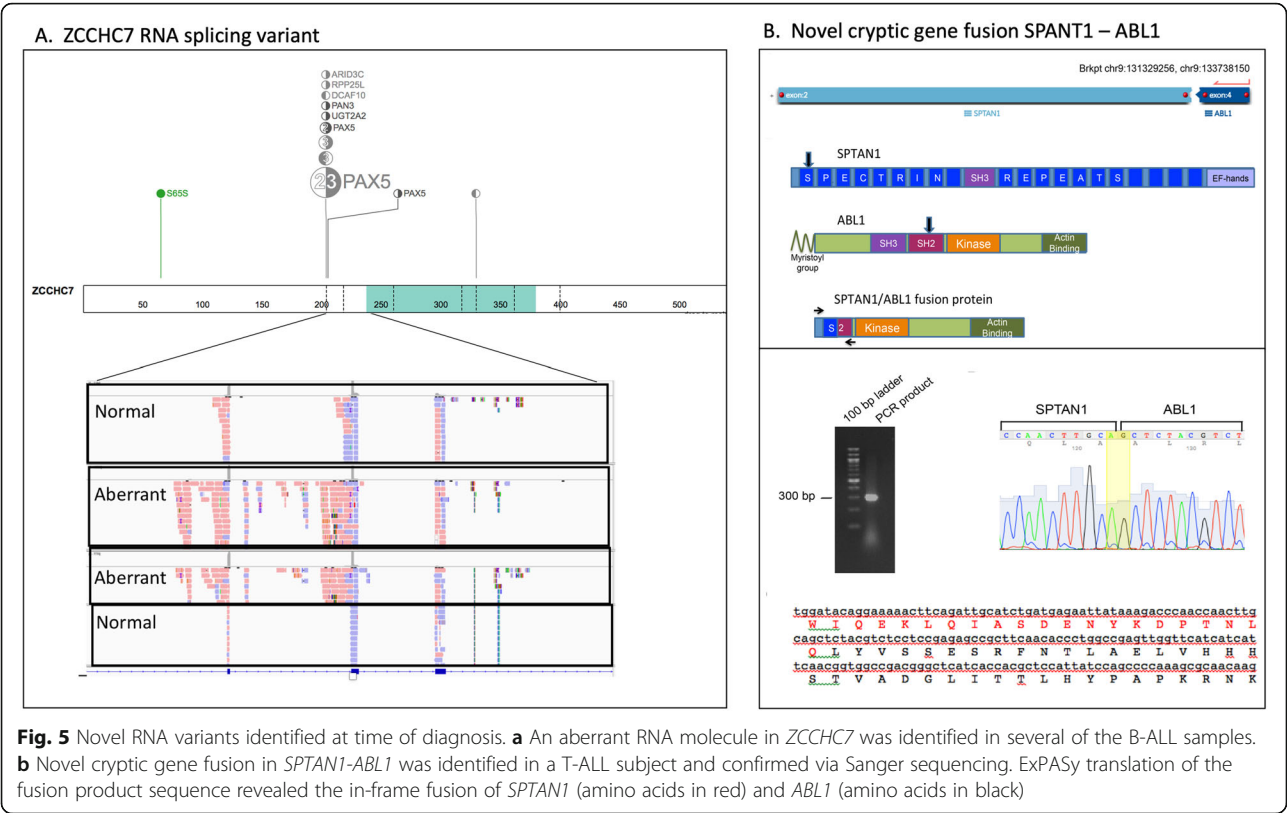 A. ZCCHC7 RNA splicing variant
ARID3C
RPP25L
DCAF10
PAN3
UGT2A2
2 PAX5
3
3
23 PAX5
PAX5
S65S
ZCCHC7
50 100 150 200 250 300 350 400 450 500
Normal
Aberrant
Aberrant
Normal
B. Novel cryptic gene fusion SPANT1 – ABL1
Brkpt chr9:131329256, chr9:133738150
exon:2 exon:4
SPTAN1 ABL1
SPTAN1
S P E C T R I N SH3 R E P E A T S EF-hands
ABL1
SH3 SH2 Kinase Actin Binding
Myristoyl group
SPTAN1/ABL1 fusion protein
S 2 Kinase Actin Binding
100 bp ladder
PCR product
300 bp
SPTAN1 ABL1
C C A A C T T G C A G C T C T A C G T C T
Q L A A L R L
120 130
tggatacaggaaaaacttcagattgcatctgatgagaattataaagacccaaccaacttg
W I Q E K L Q I A S D E N Y K D P T N L
cagctctacgtctcctccgagagccgcttcaacaccctggccgagttggttcatcatcat
Q L Y V S S E S R F N T L A E L V H H H
tcaacggtggccgacgggctcatcaccacgctccattatccagccccaaagcgcaacaag
S T V A D G L I T T L H Y P A P K R N K
Fig. 5 Novel RNA variants identified at time of diagnosis. a An aberrant RNA molecule in ZCCHC7 was identified in several of the B-ALL samples.
b Novel cryptic gene fusion in SPTAN1-ABL1 was identified in a T-ALL subject and confirmed via Sanger sequencing. ExPASy translation of the
fusion product sequence revealed the in-frame fusion of SPTAN1 (amino acids in red) and ABL1 (amino acids in black)